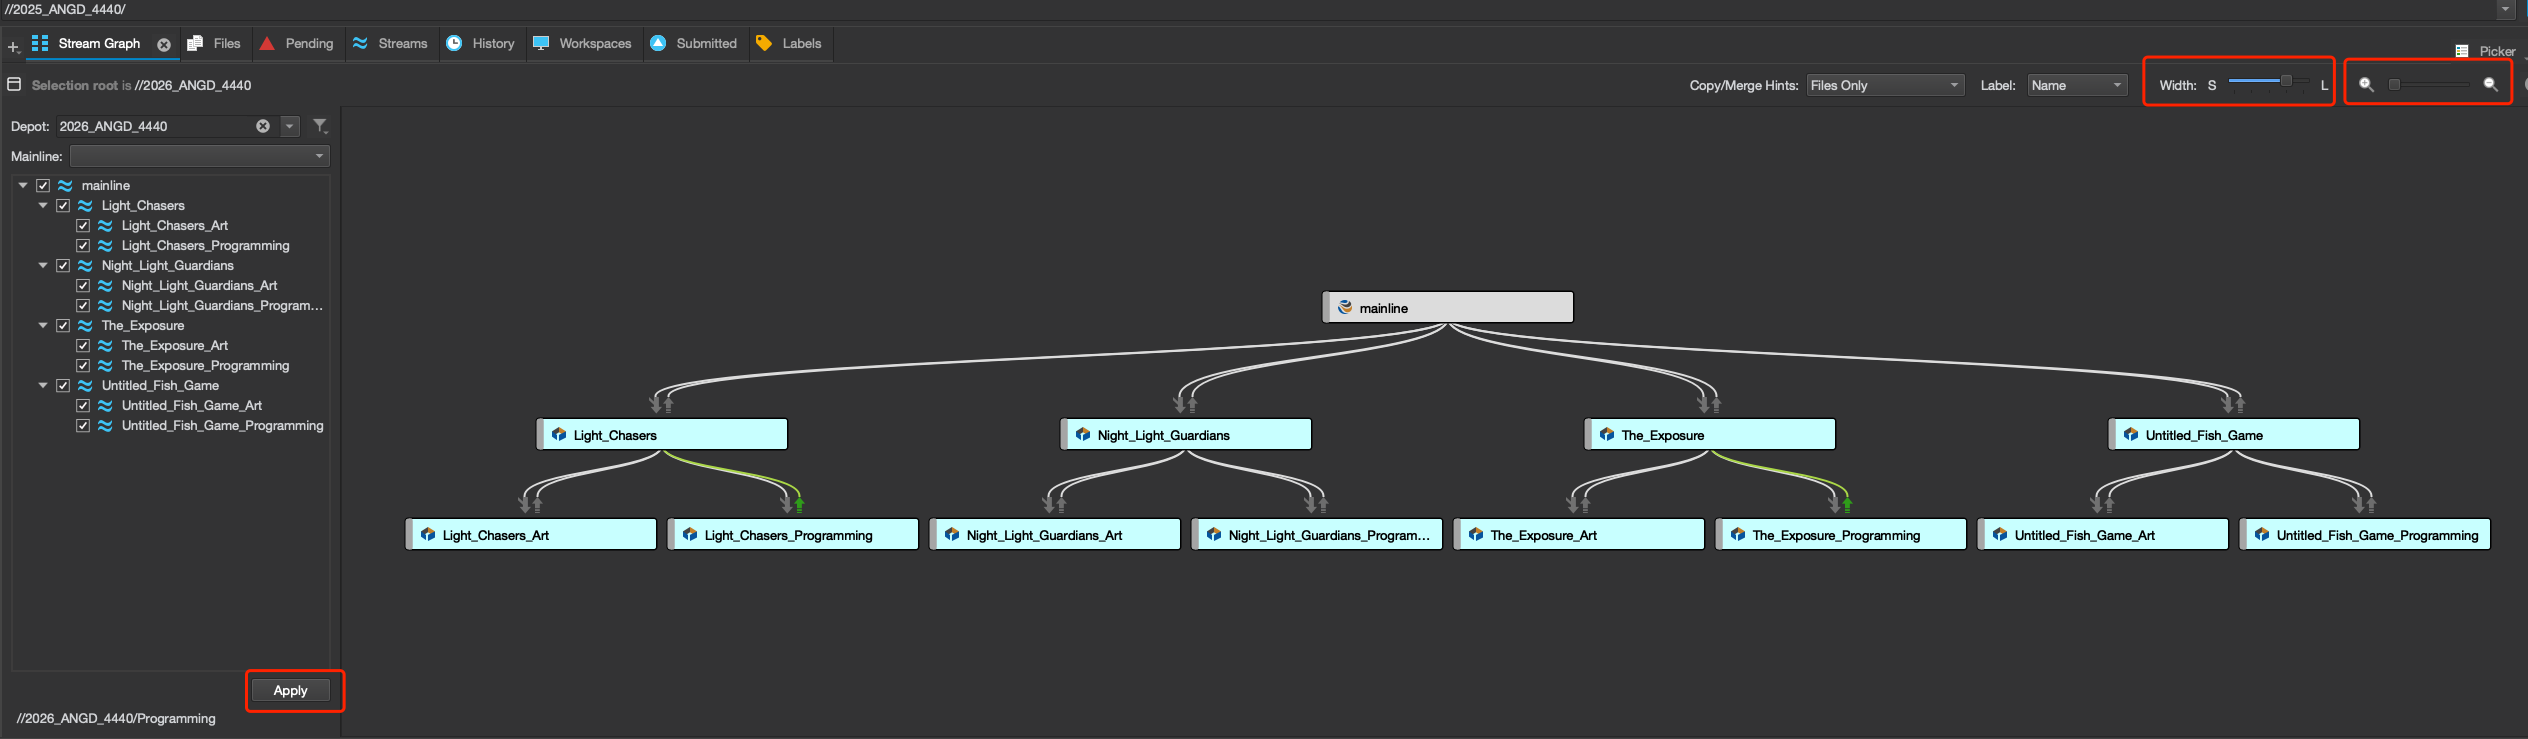 //2025_ANGD_4440/
Stream Graph Files Pending Streams History Workspaces Submitted Labels
Picker
Selection root is //2026_ANGD_4440 Copy/Merge Hints: Files Only Label: Name Width: S L
Depot: 2026_ANGD_4440
Mainline:
mainline
Light_Chasers
Light_Chasers_Art
Light_Chasers_Programming
Night_Light_Guardians
Night_Light_Guardians_Art
Night_Light_Guardians_Program...
The_Exposure
The_Exposure_Art
The_Exposure_Programming
Untitled_Fish_Game
Untitled_Fish_Game_Art
Untitled_Fish_Game_Programming
Apply
//2026_ANGD_4440/Programming
mainline
Light_Chasers Night_Light_Guardians The_Exposure Untitled_Fish_Game
Light_Chasers_Art Light_Chasers_Programming Night_Light_Guardians_Art Night_Light_Guardians_Program... The_Exposure_Art The_Exposure_Programming Untitled_Fish_Game_Art Untitled_Fish_Game_Programming